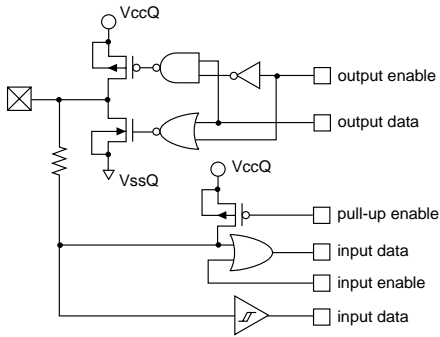 VccQ
output enable
output data
VssQ
VccQ
pull-up enable
input data
input enable
input data